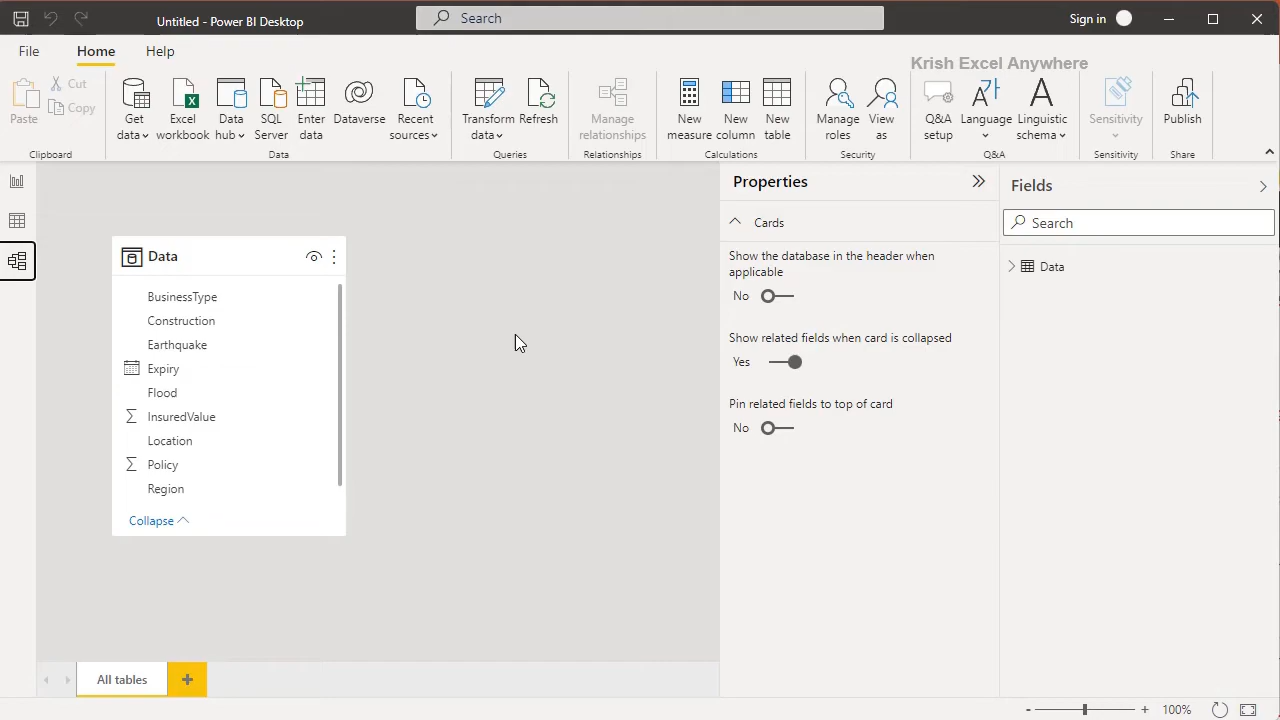 Untitled - Power BI Desktop
Search
Sign in
File
Home
Help
Krish Excel Anywhere
Paste
Cut
Copy
Clipboard
Get data
Excel workbook
Data hub
SQL Server
Enter data
Dataverse
Recent sources
Data
Transform data
Refresh
Queries
Manage relationships
Relationships
New measure
New column
New table
Calculations
Manage roles
View as
Security
Q&A setup
Language
Linguistic schema
Q&A
Sensitivity
Sensitivity
Publish
Share
Data
BusinessType
Construction
Earthquake
Expiry
Flood
InsuredValue
Location
Policy
Region
Collapse
Properties
Cards
Show the database in the header when
applicable
No
Show related fields when card is collapsed
Yes
Pin related fields to top of card
No
Fields
Search
Data
All tables
100%